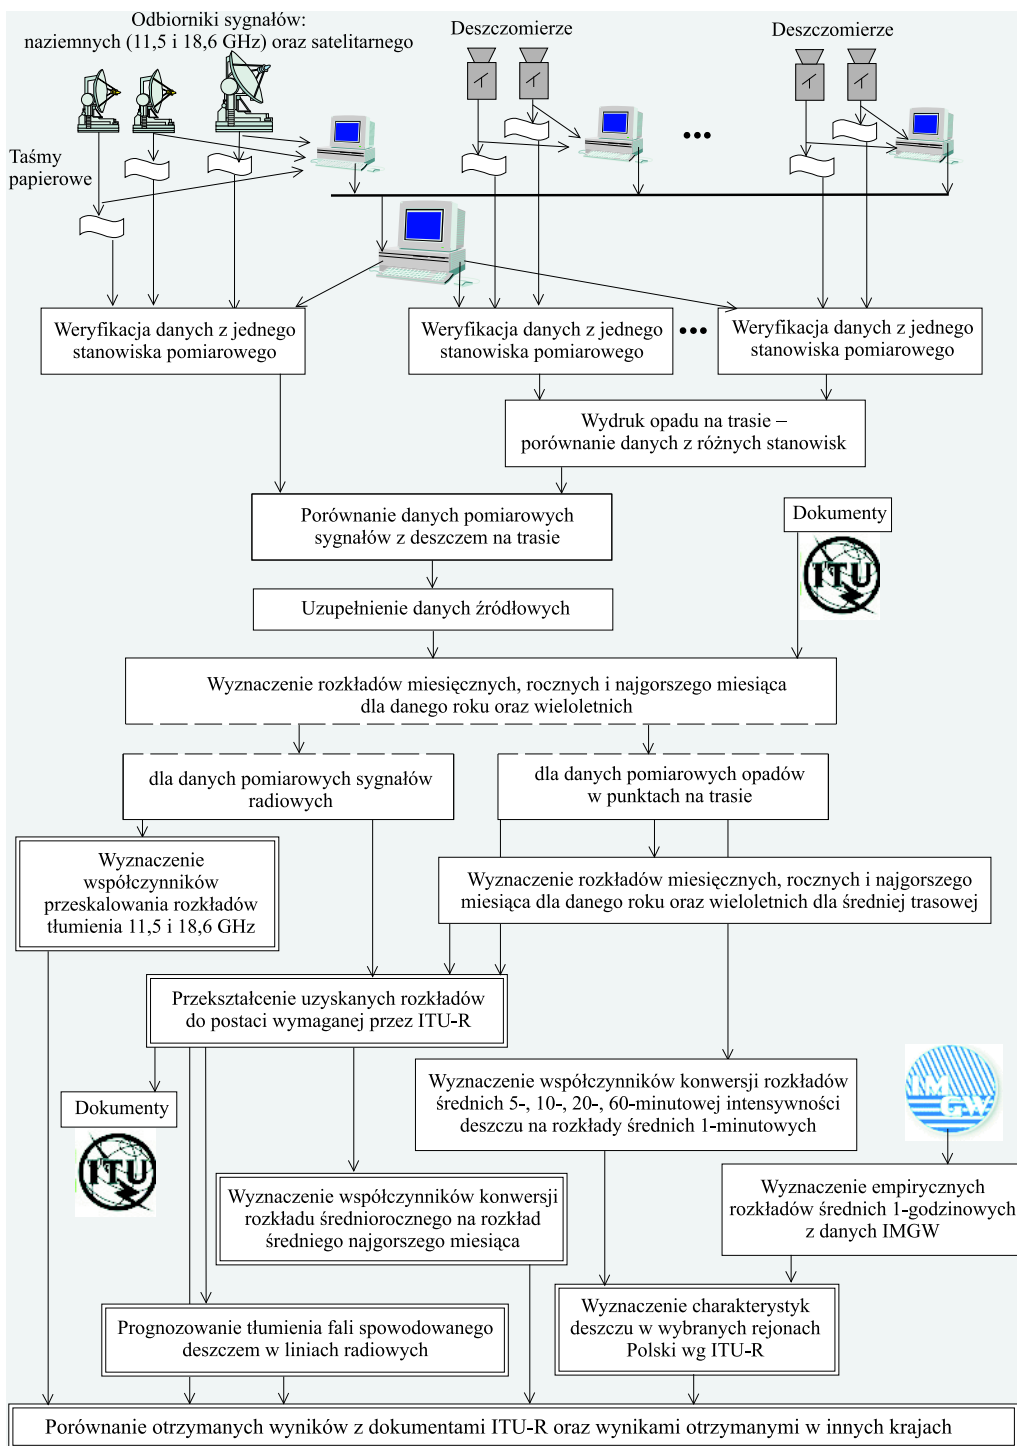 Odbiorniki sygnałów:
naziemnych (11,5 i 18,6 GHz) oraz satelitarnego
Deszczomierze
Deszczomierze
Taśmy
papierowe
Weryfikacja danych z jednego
stanowiska pomiarowego
Weryfikacja danych z jednego
stanowiska pomiarowego
Weryfikacja danych z jednego
stanowiska pomiarowego
Wydruk opadu na trasie –
porównanie danych z różnych stanowisk
Porównanie danych pomiarowych
sygnałów z deszczem na trasie
Dokumenty
ITU
Uzupełnienie danych źródłowych
Wyznaczenie rozkładów miesięcznych, rocznych i najgorszego miesiąca
dla danego roku oraz wieloletnich
dla danych pomiarowych sygnałów
radiowych
dla danych pomiarowych opadów
w punktach na trasie
Wyznaczenie
współczynników
przeskalowania rozkładów
tłumienia 11,5 i 18,6 GHz
Wyznaczenie rozkładów miesięcznych, rocznych i najgorszego
miesiąca dla danego roku oraz wieloletnich dla średniej trasowej
Przekształcenie uzyskanych rozkładów
do postaci wymaganej przez ITU-R
Wyznaczenie współczynników konwersji rozkładów
średnich 5-, 10-, 20-, 60-minutowej intensywności
deszczu na rozkłady średnich 1-minutowych
IM
GW
Dokumenty
ITU
Wyznaczenie współczynników konwersji
rozkładu średniorocznego na rozkład
średniego najgorszego miesiąca
Wyznaczenie empirycznych
rozkładów średnich 1-godzinowych
z danych IMGW
Prognozowanie tłumienia fali spowodowanego
deszczem w liniach radiowych
Wyznaczenie charakterystyk
deszczu w wybranych rejonach
Polski wg ITU-R
Porównanie otrzymanych wyników z dokumentami ITU-R oraz wynikami otrzymanymi w innych krajach